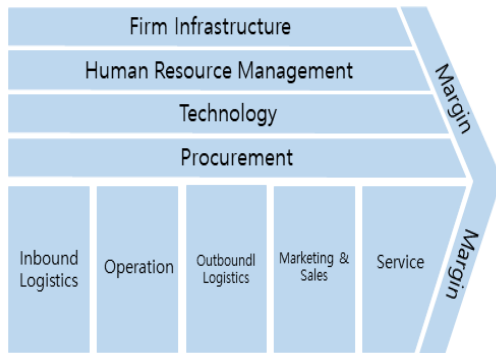 Firm Infrastructure
Human Resource Management
Technology
Procurement
Margin
Inbound
Logistics
Operation
Outboundl
Logistics
Marketing &
Sales
Service
Margin